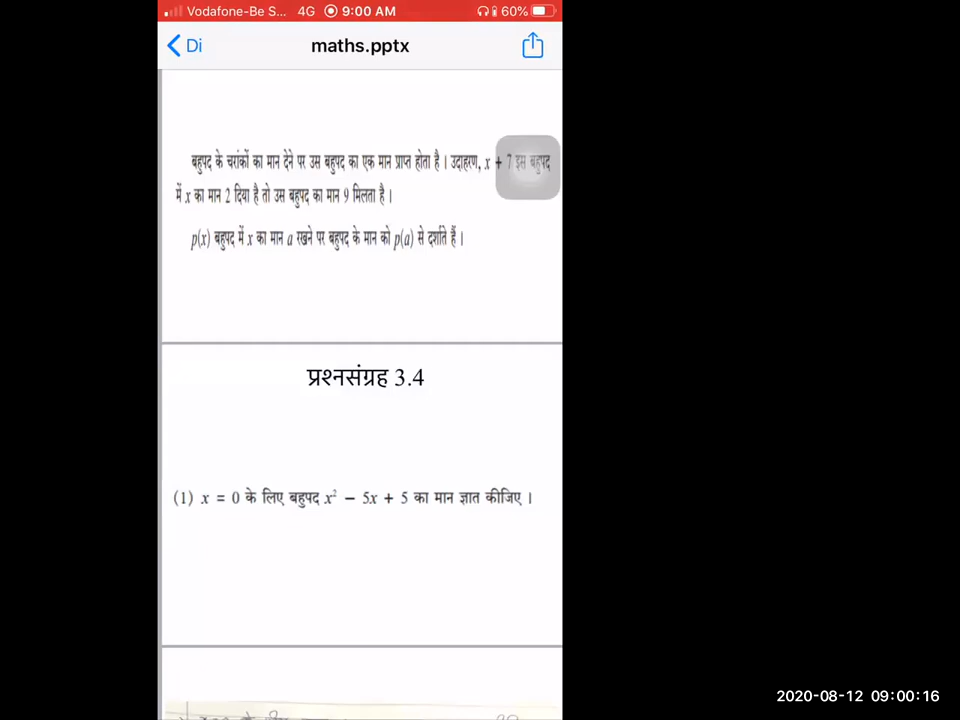 Vodafone-Be S... 4G 9:00 AM 60%
Di maths.pptx
बहुपद के चरांकों का मान देने पर उस बहुपद का एक मान प्राप्त होता है । उदाहरण, x + 7 इस बहुपद
में x का मान 2 दिया है तो उस बहुपद का मान 9 मिलता है ।
p(x) बहुपद में x का मान a रखने पर बहुपद के मान को p(a) से दर्शाते हैं ।
प्रश्नसंग्रह 3.4
(1) x = 0 के लिए बहुपद x² − 5x + 5 का मान ज्ञात कीजिए ।
2020-08-12 09:00:16